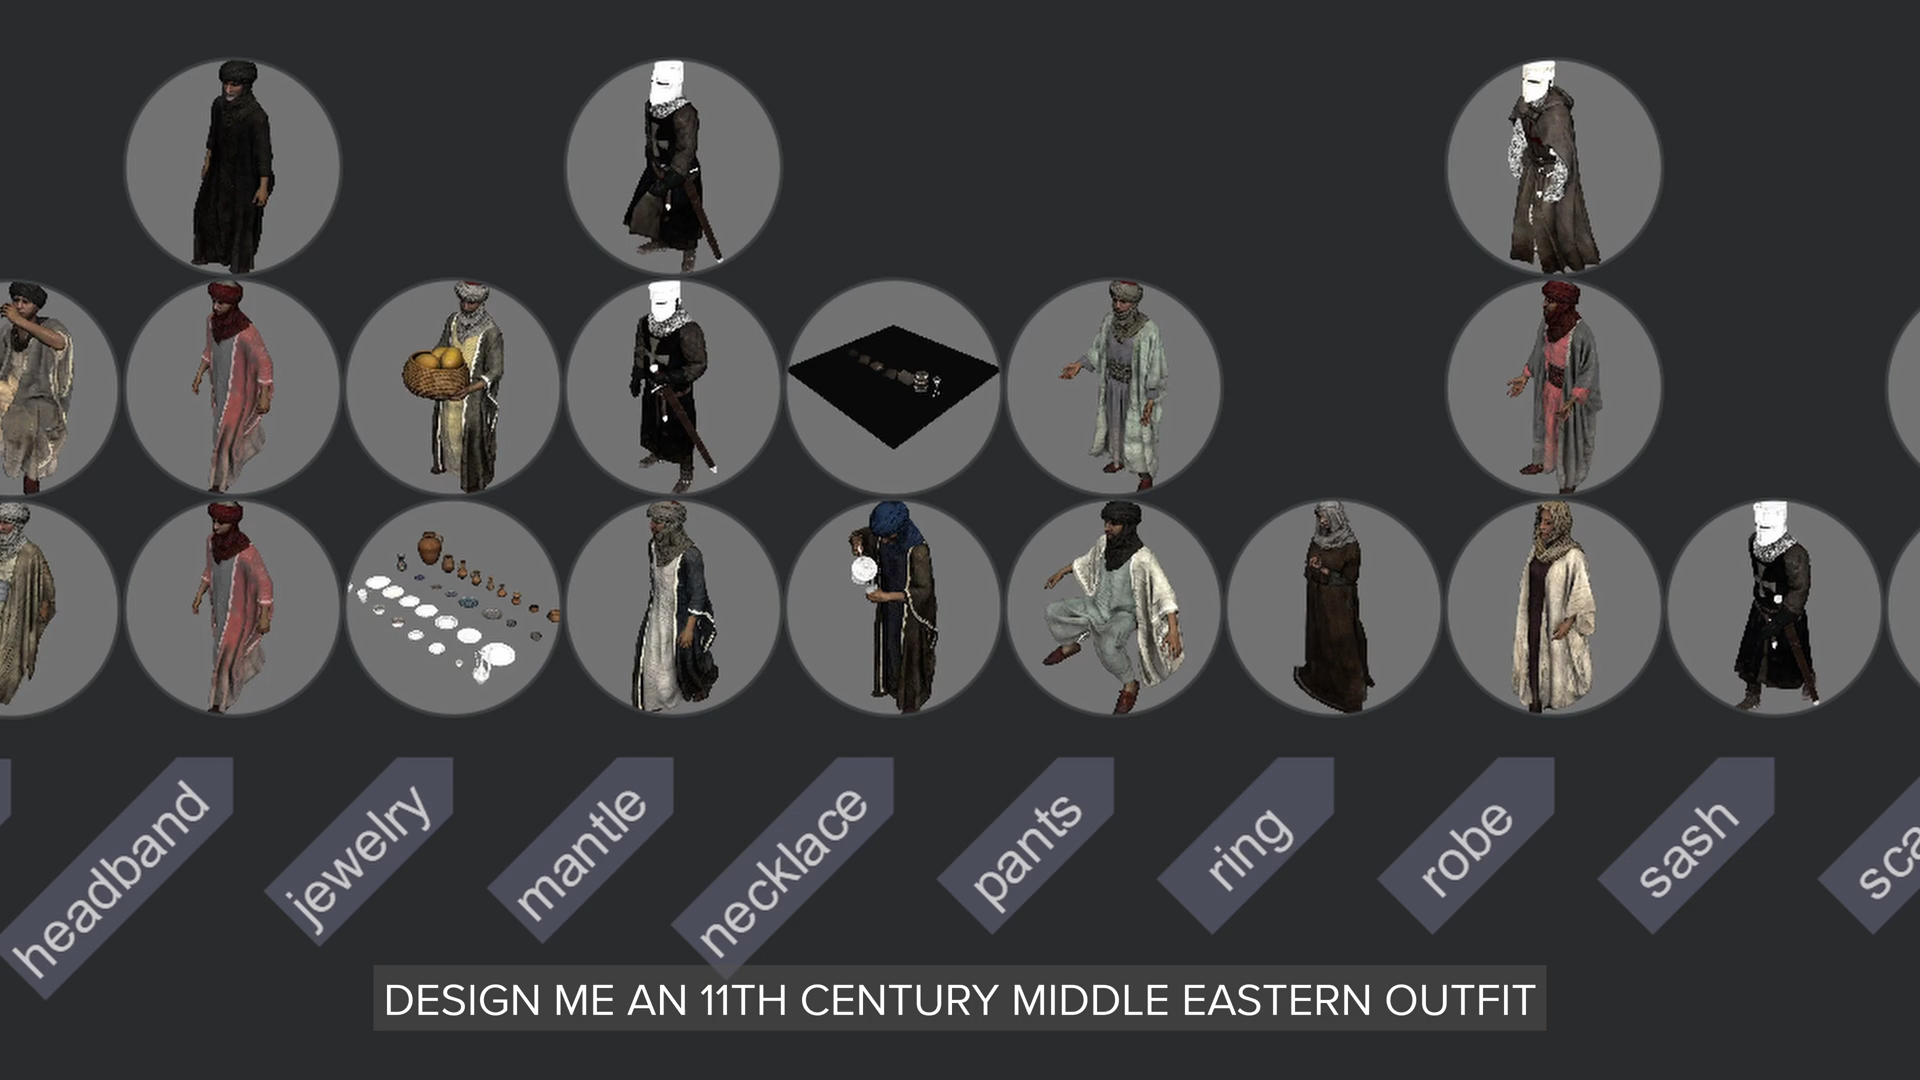 headband
jewelry
mantle
necklace
pants
ring
robe
sash
DESIGN ME AN 11TH CENTURY MIDDLE EASTERN OUTFIT